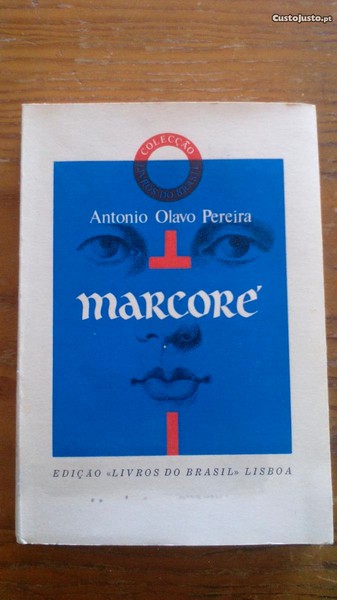 CustoJusto.pt
COLECÇÃO
Antonio Olavo Pereira
marcoré
EDIÇÃO «LIVROS DO BRASIL» LISBOA